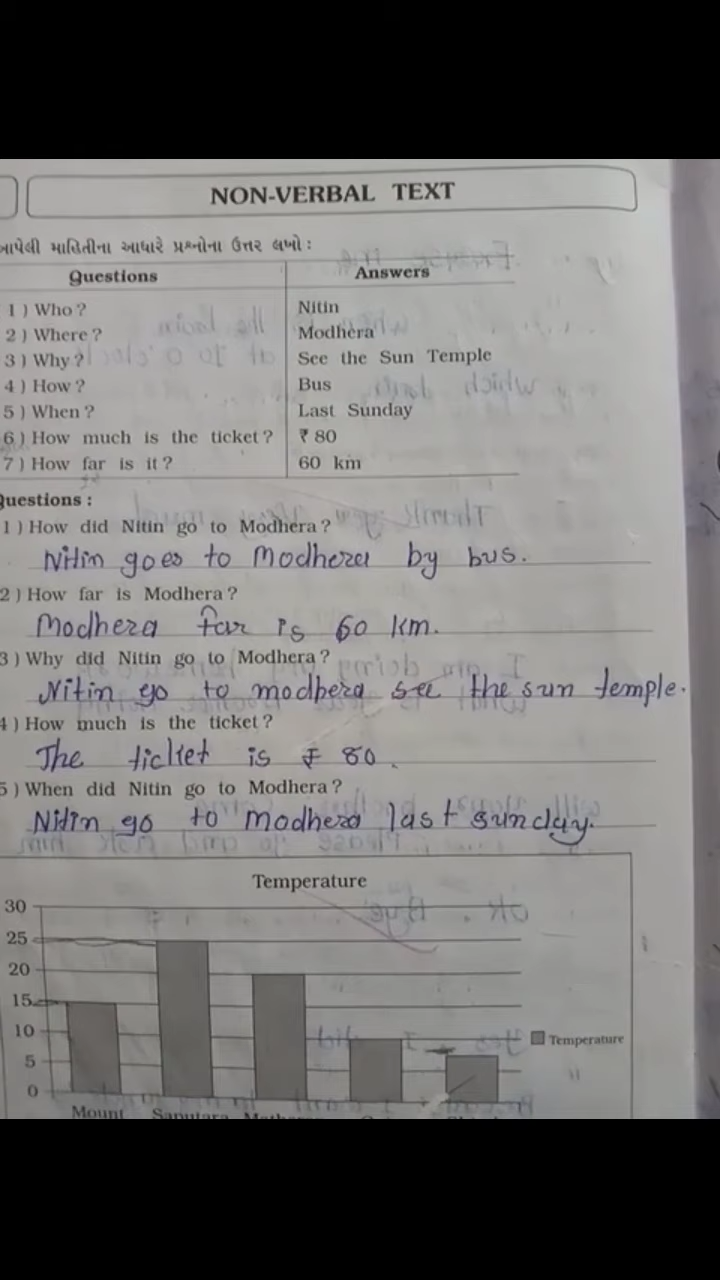 NON-VERBAL TEXT
આપેલી માહિતીના આધારે પ્રશ્નોના ઉત્તર લખો :
Questions Answers
1 ) Who ? Nitin
2 ) Where ? Modhera
3 ) Why ? See the Sun Temple
4 ) How ? Bus
5 ) When ? Last Sunday
6 ) How much is the ticket ? ₹ 80
7 ) How far is it ? 60 km
Questions :
1 ) How did Nitin go to Modhera ?
Nitin goes to Modhera by bus.
2 ) How far is Modhera ?
Modhera far is 60 km.
3 ) Why did Nitin go to Modhera ?
Nitin go to modhera see the sun temple.
4 ) How much is the ticket ?
The ticket is ₹ 80.
5 ) When did Nitin go to Modhera ?
Nitin go to Modhera last sunday.
Temperature
30
25
20
15
10
5
0
Temperature
Mount Saputara